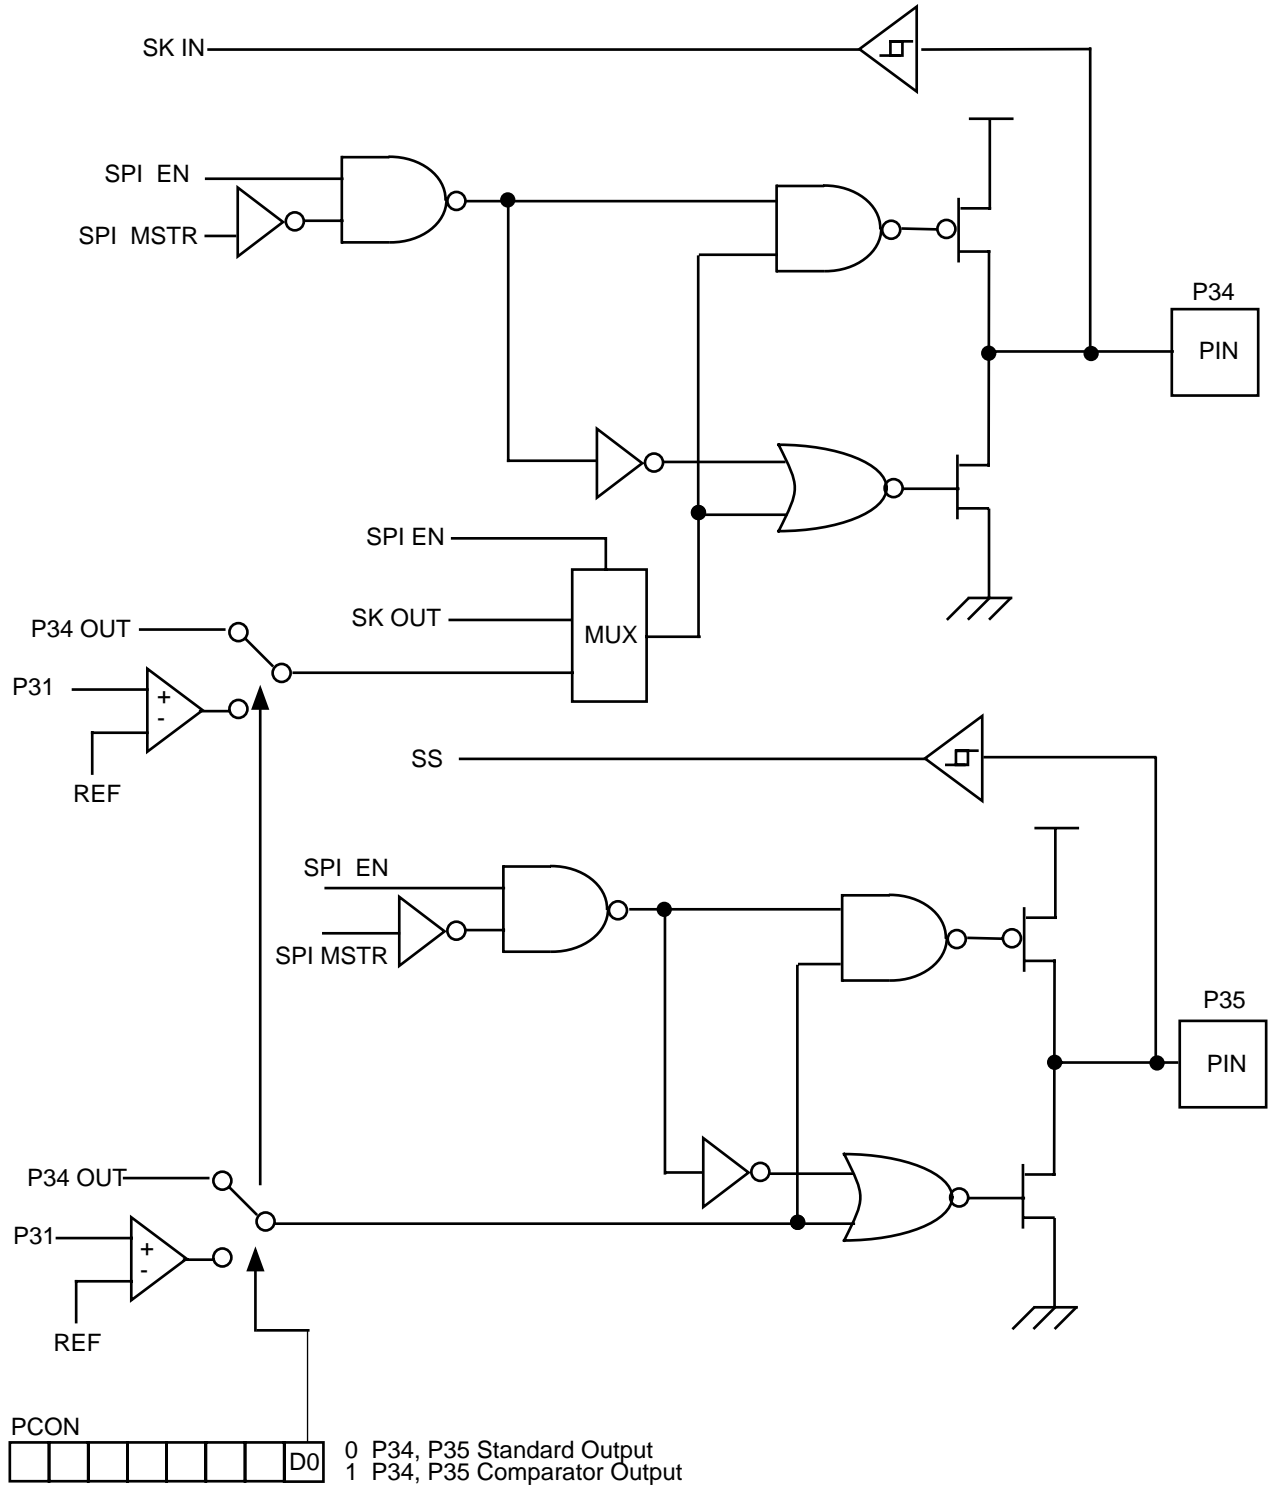 SK IN
SPI EN
SPI MSTR
P34
PIN
SPI EN
SK OUT
MUX
P34 OUT
P31
+
-
REF
SS
SPI EN
SPI MSTR
P35
PIN
P34 OUT
P31
+
-
REF
PCON
D0
0 P34, P35 Standard Output
1 P34, P35 Comparator Output